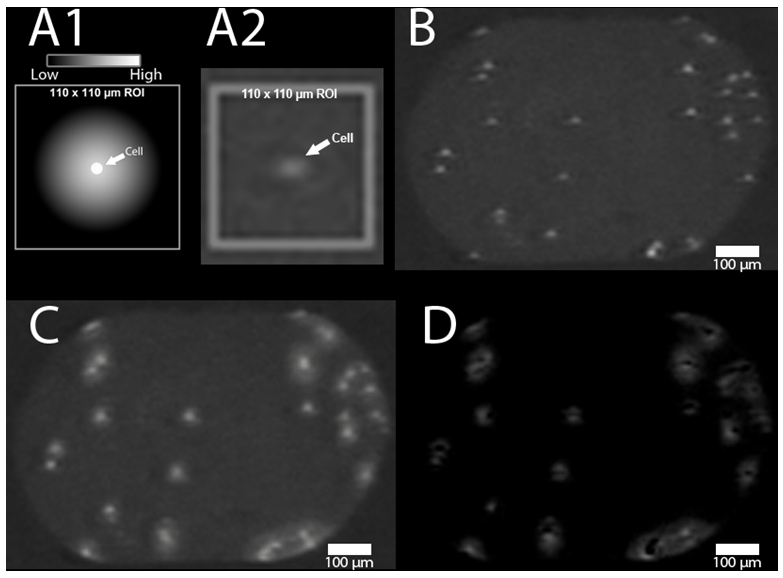 A1
Low High
110 x 110 µm ROI
Cell
A2
110 x 110 µm ROI
Cell
B
100 µm
C
100 µm
D
100 µm